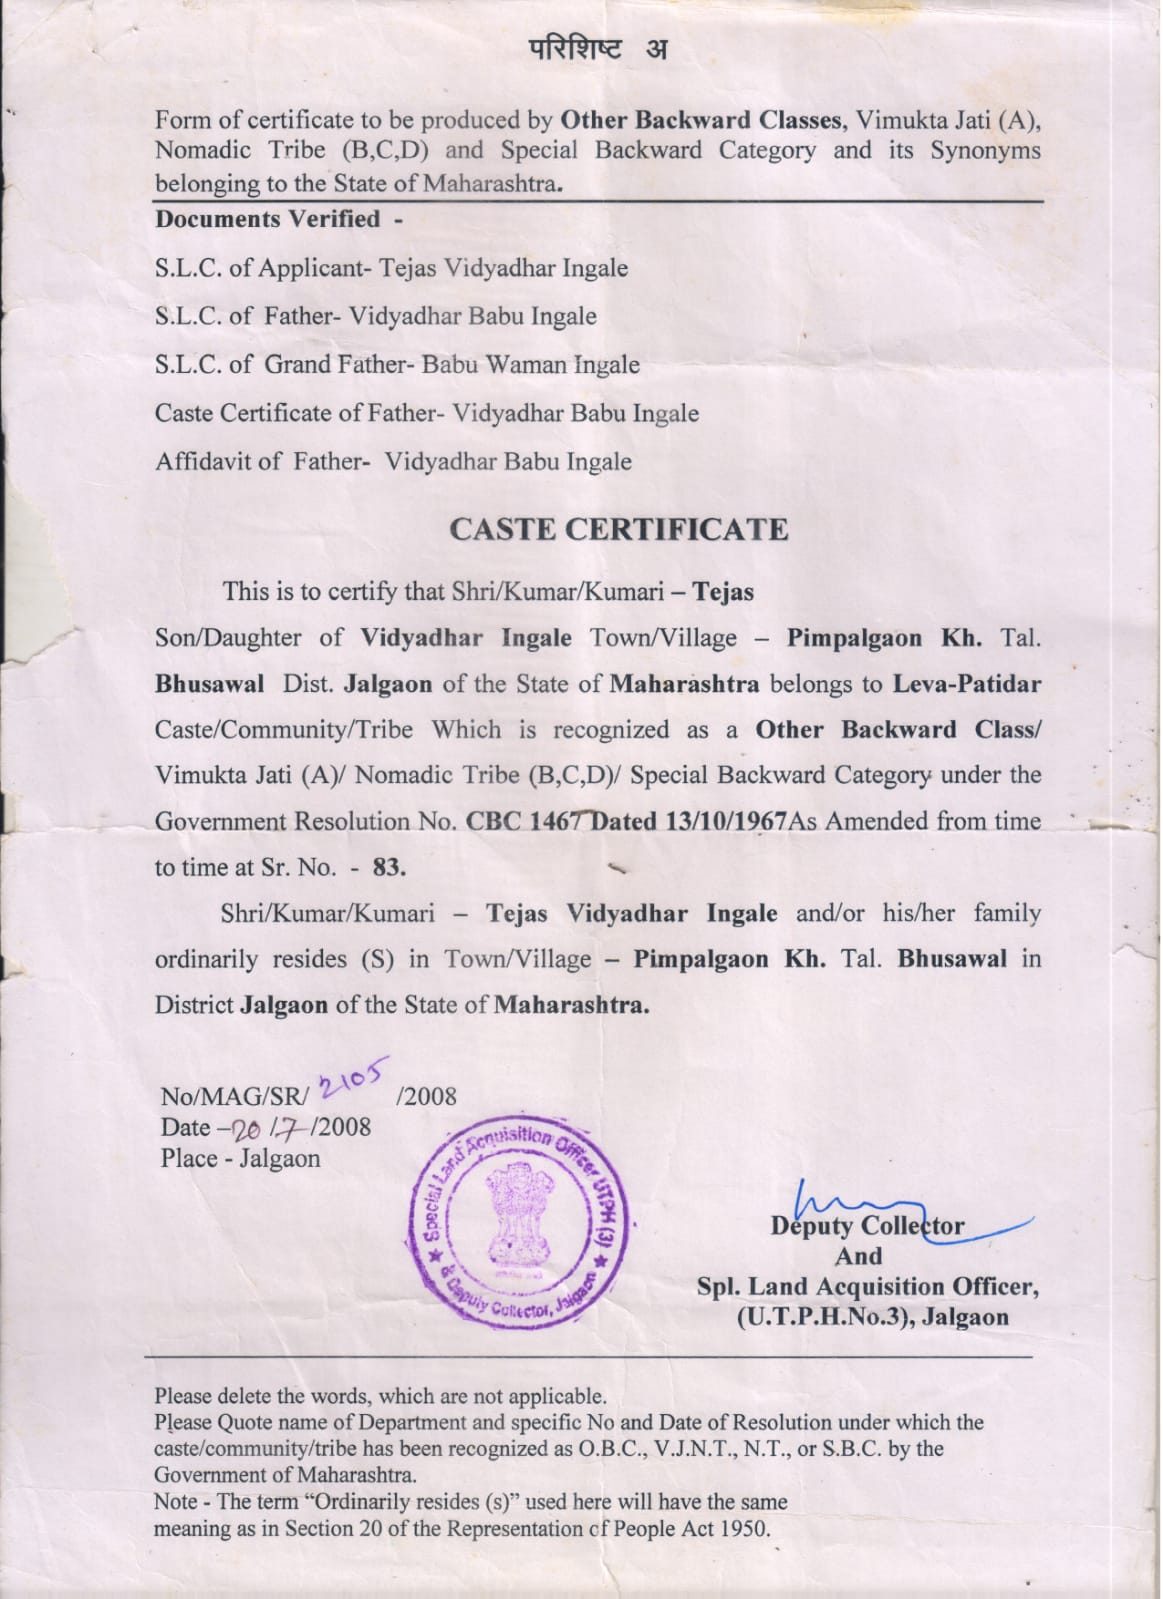 परिशिष्ट अ
Form of certificate to be produced by Other Backward Classes, Vimukta Jati (A),
Nomadic Tribe (B,C,D) and Special Backward Category and its Synonyms
belonging to the State of Maharashtra.
Documents Verified -
S.L.C. of Applicant- Tejas Vidyadhar Ingale
S.L.C. of Father- Vidyadhar Babu Ingale
S.L.C. of Grand Father- Babu Waman Ingale
Caste Certificate of Father- Vidyadhar Babu Ingale
Affidavit of Father- Vidyadhar Babu Ingale
CASTE CERTIFICATE
This is to certify that Shri/Kumar/Kumari – Tejas
Son/Daughter of Vidyadhar Ingale Town/Village – Pimpalgaon Kh. Tal.
Bhusawal Dist. Jalgaon of the State of Maharashtra belongs to Leva-Patidar
Caste/Community/Tribe Which is recognized as a Other Backward Class/
Vimukta Jati (A)/ Nomadic Tribe (B,C,D)/ Special Backward Category under the
Government Resolution No. CBC 1467 Dated 13/10/1967As Amended from time
to time at Sr. No. - 83.
Shri/Kumar/Kumari – Tejas Vidyadhar Ingale and/or his/her family
ordinarily resides (S) in Town/Village – Pimpalgaon Kh. Tal. Bhusawal in
District Jalgaon of the State of Maharashtra.
No/MAG/SR/ 2105 /2008
Date –20 /7 /2008
Place - Jalgaon
Special Land Acquisition Officer UTPH (3)
& Deputy Collector, Jalgaon
Deputy Collector
And
Spl. Land Acquisition Officer,
(U.T.P.H.No.3), Jalgaon
Please delete the words, which are not applicable.
Please Quote name of Department and specific No and Date of Resolution under which the
caste/community/tribe has been recognized as O.B.C., V.J.N.T., N.T., or S.B.C. by the
Government of Maharashtra.
Note - The term “Ordinarily resides (s)” used here will have the same
meaning as in Section 20 of the Representation of People Act 1950.